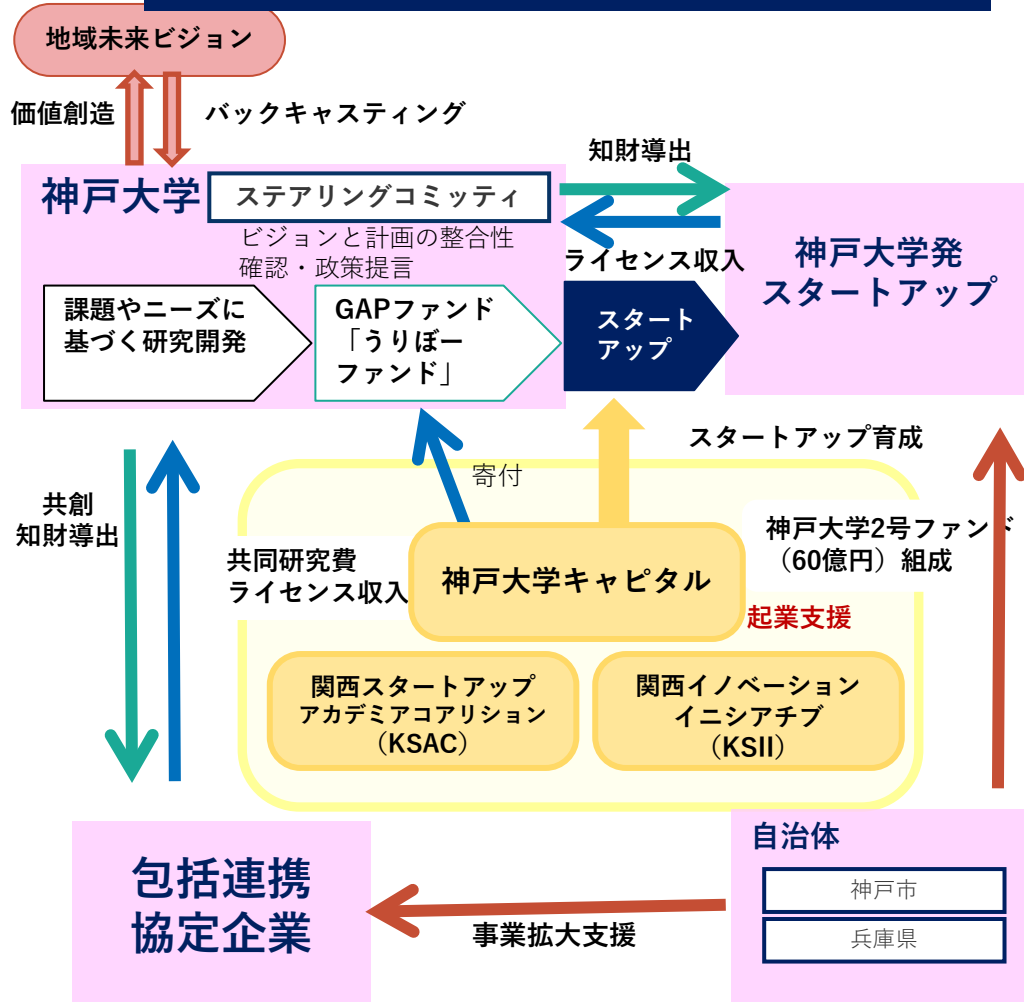 地域未来ビジョン
価値創造
バックキャスティング
知財導出
神戸大学
ステアリングコミッティ
ビジョンと計画の整合性
確認・政策提言
ライセンス収入
神戸大学発
スタートアップ
課題やニーズに
基づく研究開発
GAPファンド
「うりぼー
ファンド」
スタート
アップ
スタートアップ育成
寄付
共創
知財導出
共同研究費
ライセンス収入
神戸大学キャピタル
神戸大学2号ファンド
（60億円）組成
起業支援
関西スタートアップ
アカデミアコアリション
（KSAC）
関西イノベーション
イニシアチブ
（KSII）
包括連携
協定企業
事業拡大支援
自治体
神戸市
兵庫県